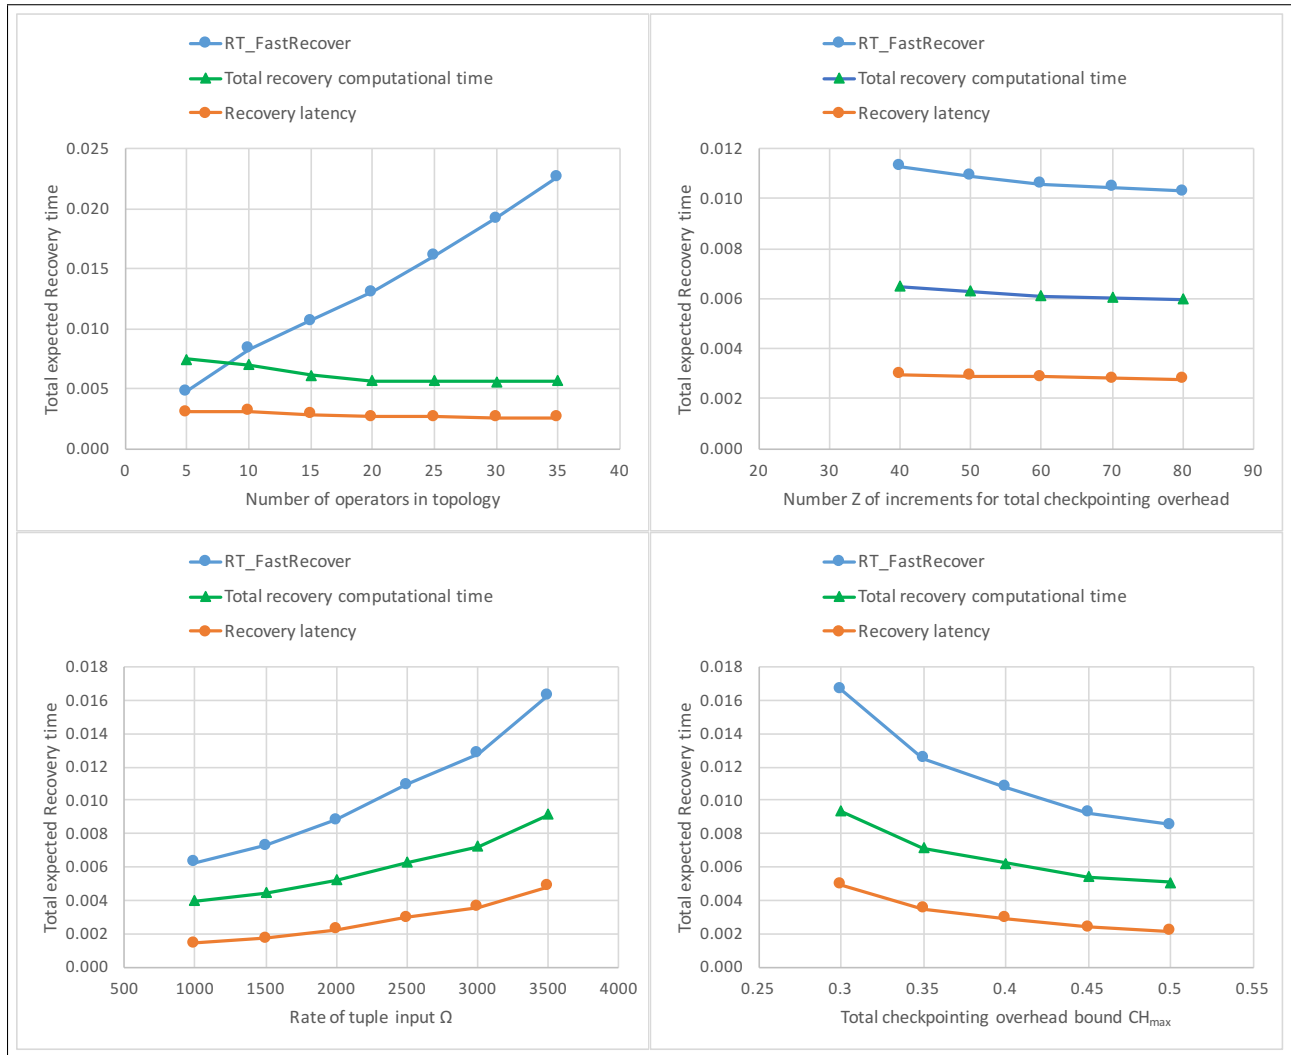 RT_FastRecover
Total recovery computational time
Recovery latency
0.025
0.020
0.015
0.010
0.005
0.000
0 5 10 15 20 25 30 35 40
Total expected Recovery time
Number of operators in topology
RT_FastRecover
Total recovery computational time
Recovery latency
0.012
0.010
0.008
0.006
0.004
0.002
0.000
20 30 40 50 60 70 80 90
Total expected Recovery time
Number Z of increments for total checkpointing overhead
RT_FastRecover
Total recovery computational time
Recovery latency
0.018
0.016
0.014
0.012
0.010
0.008
0.006
0.004
0.002
0.000
500 1000 1500 2000 2500 3000 3500 4000
Total expected Recovery time
Rate of tuple input Ω
RT_FastRecover
Total recovery computational time
Recovery latency
0.018
0.016
0.014
0.012
0.010
0.008
0.006
0.004
0.002
0.000
0.25 0.3 0.35 0.4 0.45 0.5 0.55
Total expected Recovery time
Total checkpointing overhead bound CHmax